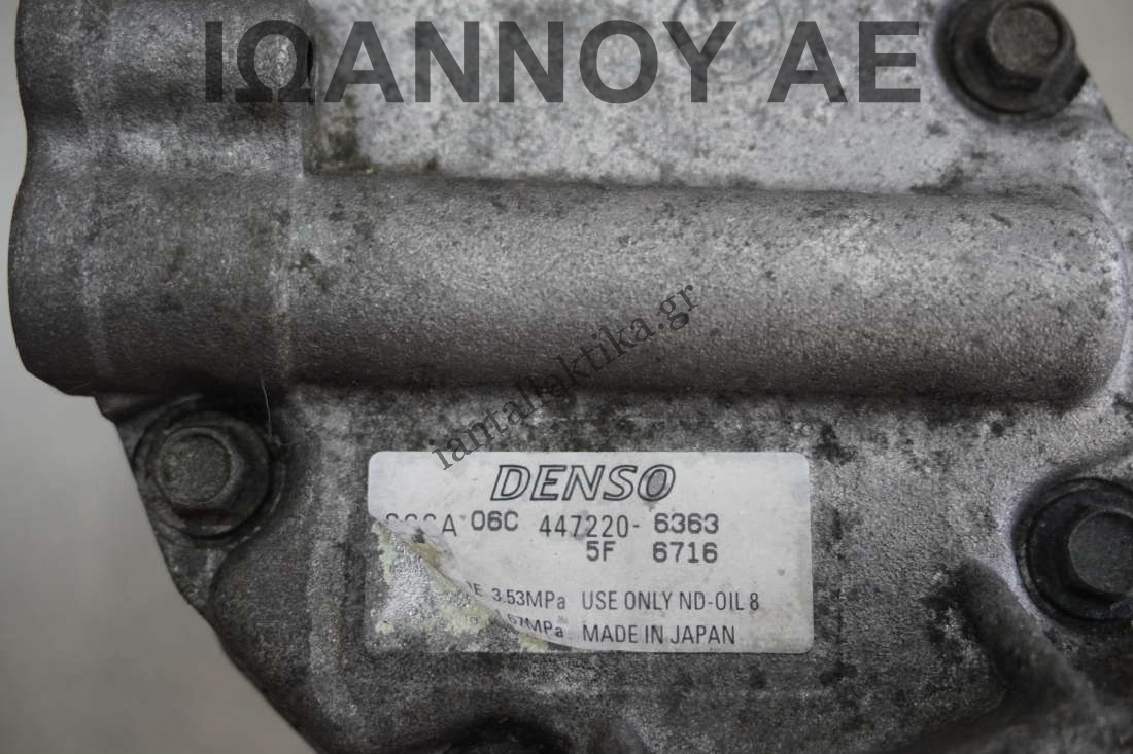 ΙΩΑΝΝΟΥ ΑΕ
iantallaktika.gr
DENSO
06C 447220-6363
5F 6716
3.53MPa USE ONLY ND-OIL 8
MADE IN JAPAN